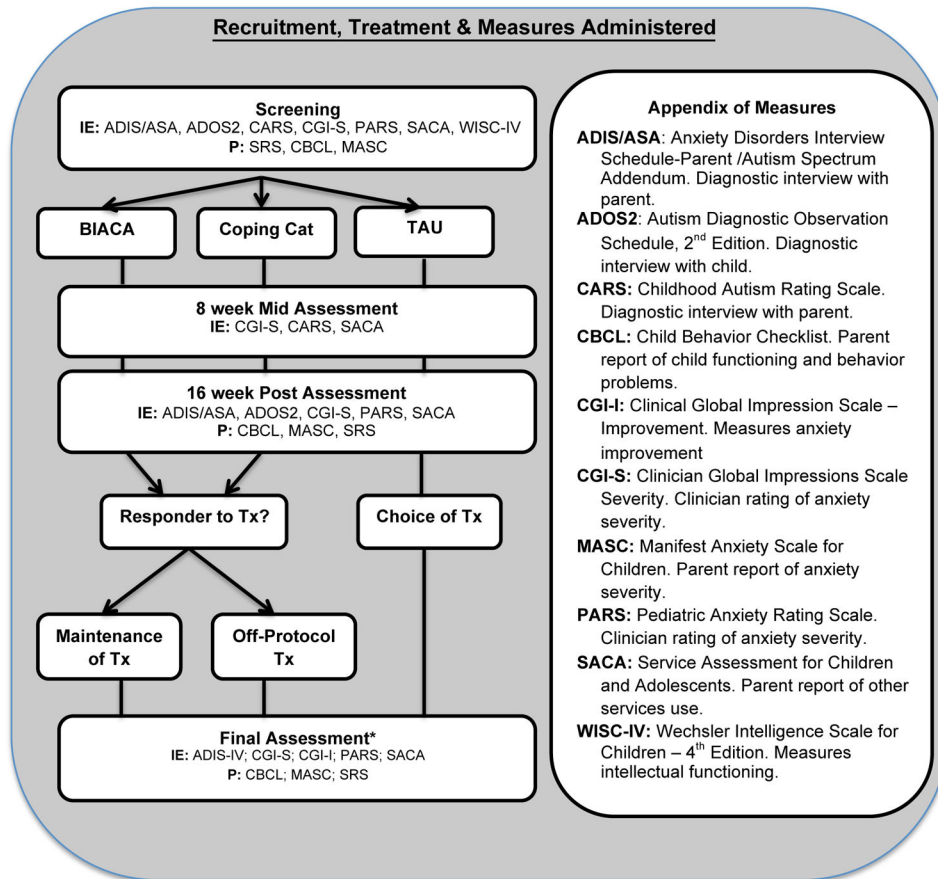 Recruitment, Treatment & Measures Administered
Screening
IE: ADIS/ASA, ADOS2, CARS, CGI-S, PARS, SACA, WISC-IV
P: SRS, CBCL, MASC
BIACA
Coping Cat
TAU
8 week Mid Assessment
IE: CGI-S, CARS, SACA
16 week Post Assessment
IE: ADIS/ASA, ADOS2, CGI-S, PARS, SACA
P: CBCL, MASC, SRS
Responder to Tx?
Choice of Tx
Maintenance
of Tx
Off-Protocol
Tx
Final Assessment*
IE: ADIS-IV; CGI-S; CGI-I; PARS; SACA
P: CBCL; MASC; SRS
Appendix of Measures
ADIS/ASA: Anxiety Disorders Interview
Schedule-Parent /Autism Spectrum
Addendum. Diagnostic interview with
parent.
ADOS2: Autism Diagnostic Observation
Schedule, 2nd Edition. Diagnostic
interview with child.
CARS: Childhood Autism Rating Scale.
Diagnostic interview with parent.
CBCL: Child Behavior Checklist. Parent
report of child functioning and behavior
problems.
CGI-I: Clinical Global Impression Scale –
Improvement. Measures anxiety
improvement
CGI-S: Clinician Global Impressions Scale
Severity. Clinician rating of anxiety
severity.
MASC: Manifest Anxiety Scale for
Children. Parent report of anxiety
severity.
PARS: Pediatric Anxiety Rating Scale.
Clinician rating of anxiety severity.
SACA: Service Assessment for Children
and Adolescents. Parent report of other
services use.
WISC-IV: Wechsler Intelligence Scale for
Children – 4th Edition. Measures
intellectual functioning.